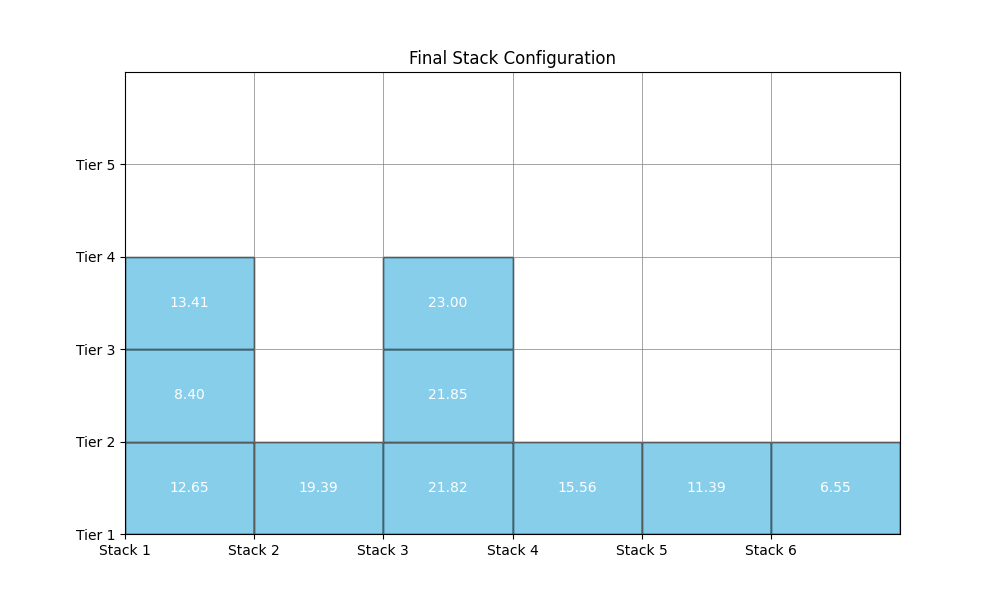 Final Stack Configuration
Tier 5
Tier 4
13.41 23.00
Tier 3
8.40 21.85
Tier 2
12.65 19.39 21.82 15.56 11.39 6.55
Tier 1
Stack 1 Stack 2 Stack 3 Stack 4 Stack 5 Stack 6